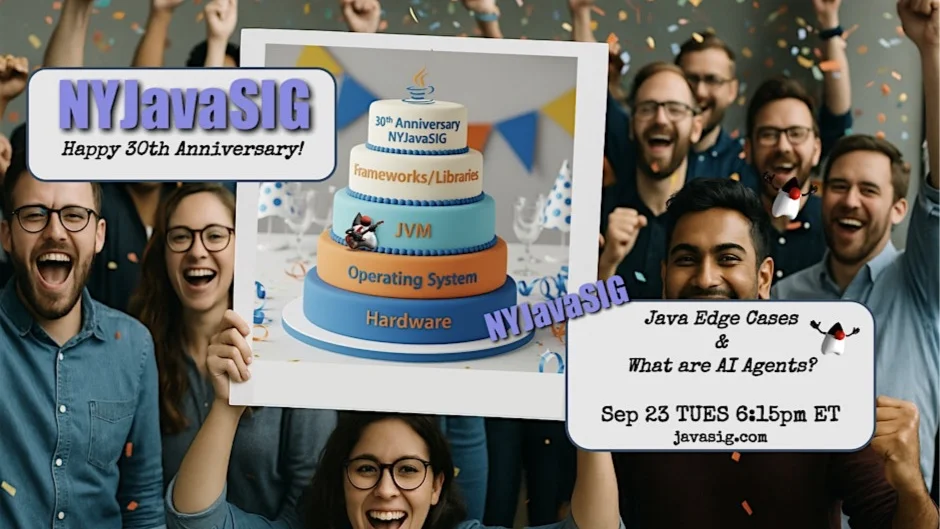 NYJavaSIG
Happy 30th Anniversary!
30th Anniversary
NYJavaSIG
Frameworks/Libraries
JVM
Operating System
Hardware
NYJavaSIG
Java Edge Cases
&
What are AI Agents?
Sep 23 TUES 6:15pm ET
javasig.com